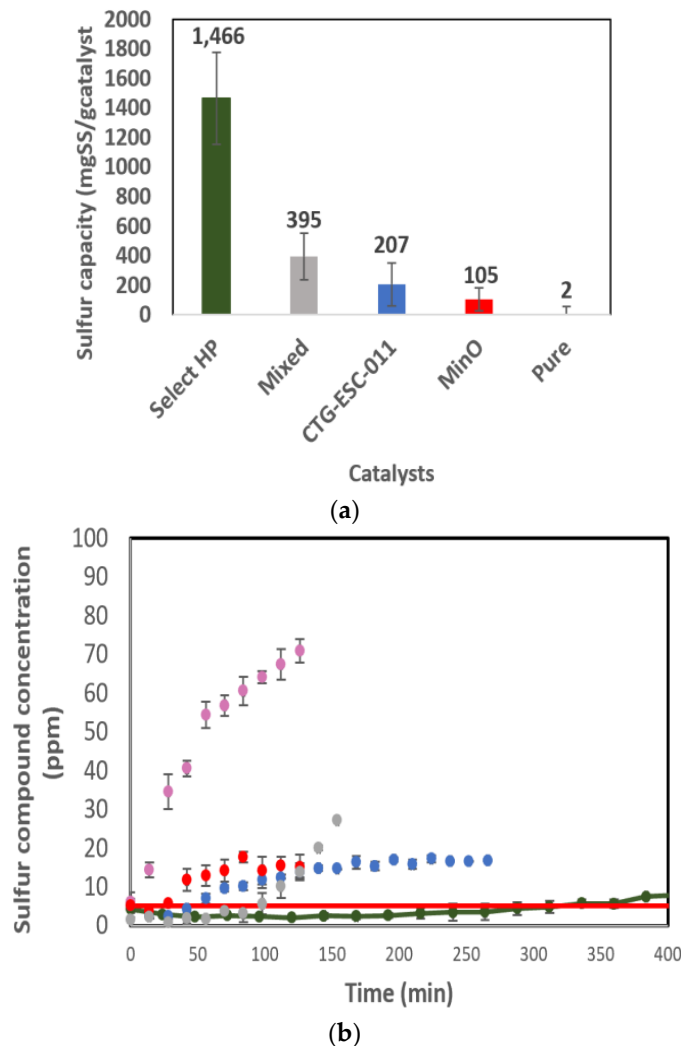 2000
1800
1600
1400
1200
1000
800
600
400
200
0
Sulfur capacity (mgSS/gcatalyst
1,466
395
207
105
2
Select HP
Mixed
CTG-ESC-011
MinO
Pure
Catalysts
(a)
100
90
80
70
60
50
40
30
20
10
0
Sulfur compound concentration
(ppm)
0 50 100 150 200 250 300 350 400
Time (min)
(b)